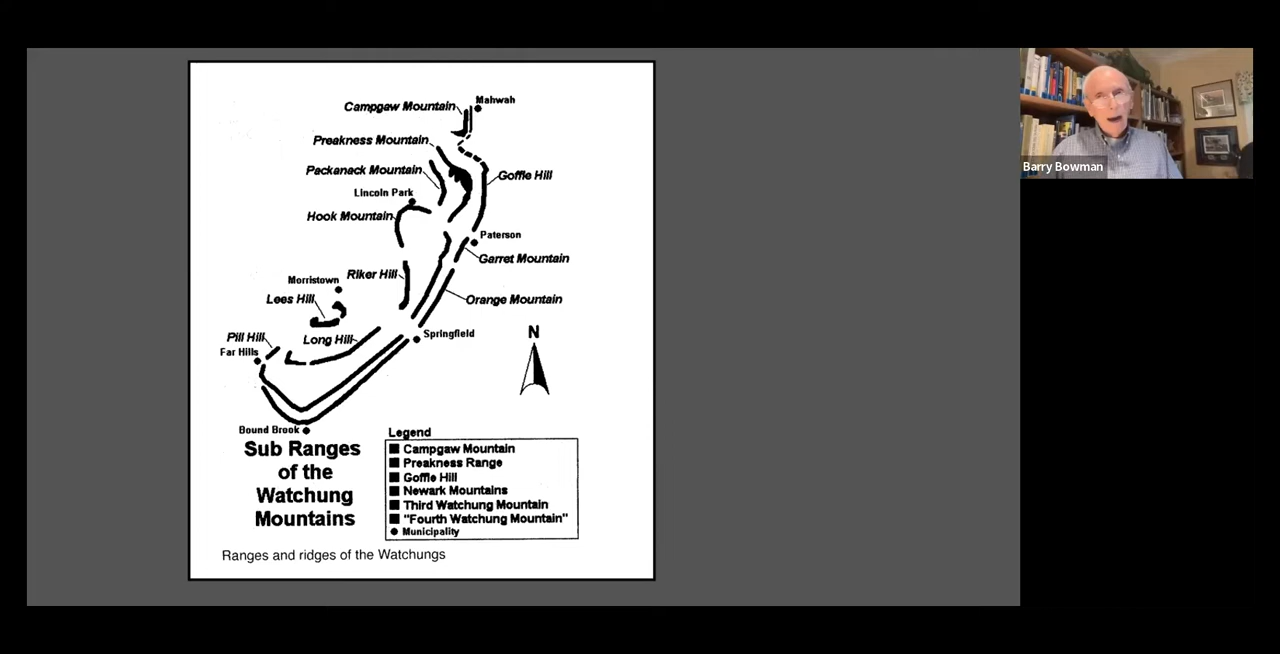 Campgaw Mountain
Mahwah
Preakness Mountain
Packanack Mountain
Goffle Hill
Lincoln Park
Hook Mountain
Paterson
Garret Mountain
Riker Hill
Morristown
Lees Hill
Orange Mountain
Pill Hill
Long Hill
Springfield
Far Hills
N
Bound Brook
Sub Ranges
of the
Watchung
Mountains
Legend
Campgaw Mountain
Preakness Range
Goffle Hill
Newark Mountains
Third Watchung Mountain
"Fourth Watchung Mountain"
Municipality
Ranges and ridges of the Watchungs
Barry Bowman